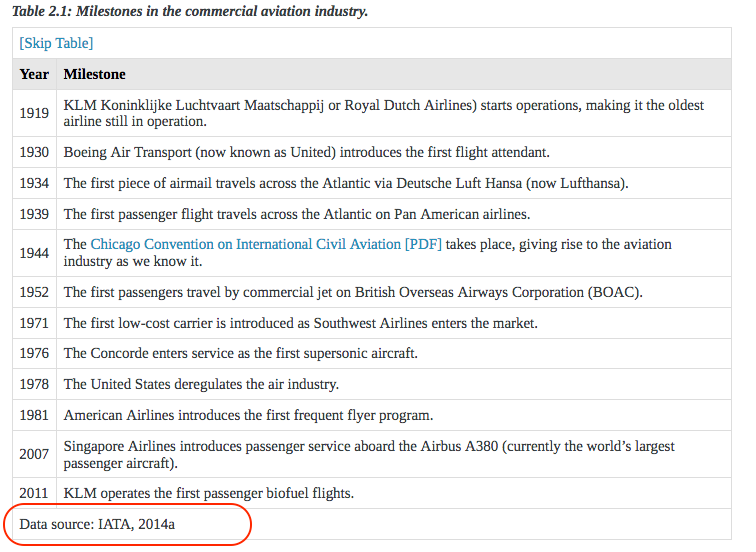 Table 2.1: Milestones in the commercial aviation industry.
[Skip Table]
Year Milestone
1919 KLM Koninklijke Luchtvaart Maatschappij or Royal Dutch Airlines) starts operations, making it the oldest
airline still in operation.
1930 Boeing Air Transport (now known as United) introduces the first flight attendant.
1934 The first piece of airmail travels across the Atlantic via Deutsche Luft Hansa (now Lufthansa).
1939 The first passenger flight travels across the Atlantic on Pan American airlines.
1944 The Chicago Convention on International Civil Aviation [PDF] takes place, giving rise to the aviation
industry as we know it.
1952 The first passengers travel by commercial jet on British Overseas Airways Corporation (BOAC).
1971 The first low-cost carrier is introduced as Southwest Airlines enters the market.
1976 The Concorde enters service as the first supersonic aircraft.
1978 The United States deregulates the air industry.
1981 American Airlines introduces the first frequent flyer program.
2007 Singapore Airlines introduces passenger service aboard the Airbus A380 (currently the world’s largest
passenger aircraft).
2011 KLM operates the first passenger biofuel flights.
Data source: IATA, 2014a